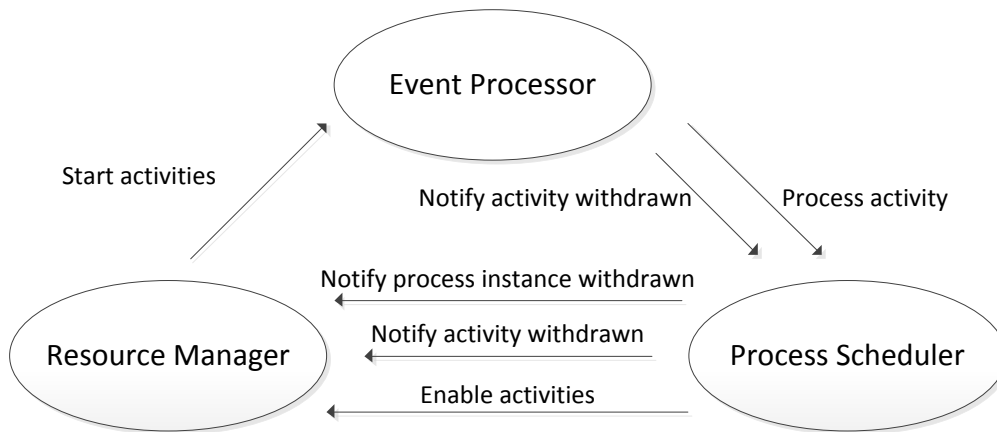 Event Processor
Start activities
Notify activity withdrawn
Process activity
Notify process instance withdrawn
Resource Manager
Notify activity withdrawn
Process Scheduler
Enable activities